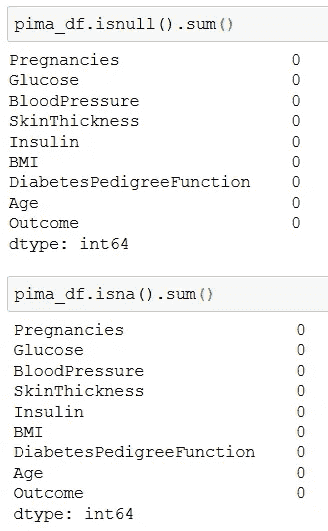 pima_df.isnull().sum()
Pregnancies 0
Glucose 0
BloodPressure 0
SkinThickness 0
Insulin 0
BMI 0
DiabetesPedigreeFunction 0
Age 0
Outcome 0
dtype: int64
pima_df.isna().sum()
Pregnancies 0
Glucose 0
BloodPressure 0
SkinThickness 0
Insulin 0
BMI 0
DiabetesPedigreeFunction 0
Age 0
Outcome 0
dtype: int64